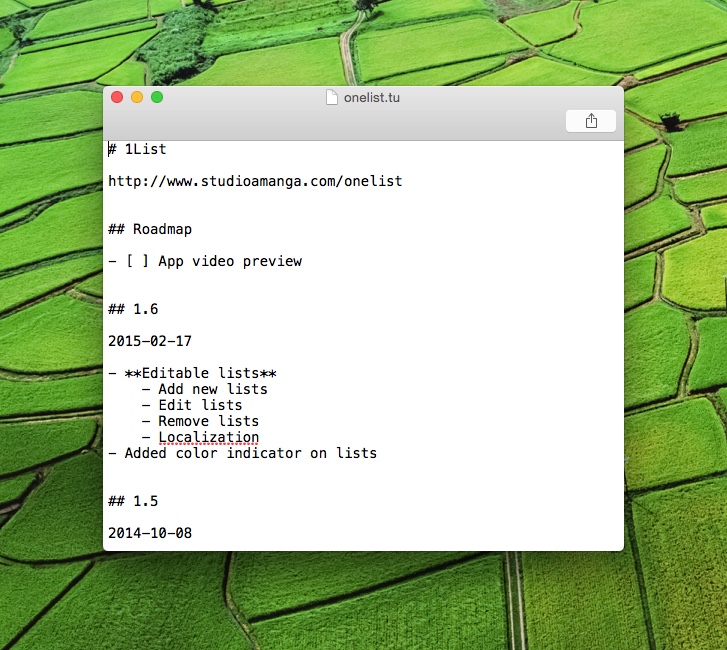 onelist.tu
# 1List
http://www.studioamanga.com/onelist
## Roadmap
- [ ] App video preview
## 1.6
2015-02-17
- **Editable lists**
    - Add new lists
    - Edit lists
    - Remove lists
    - Localization
- Added color indicator on lists
## 1.5
2014-10-08